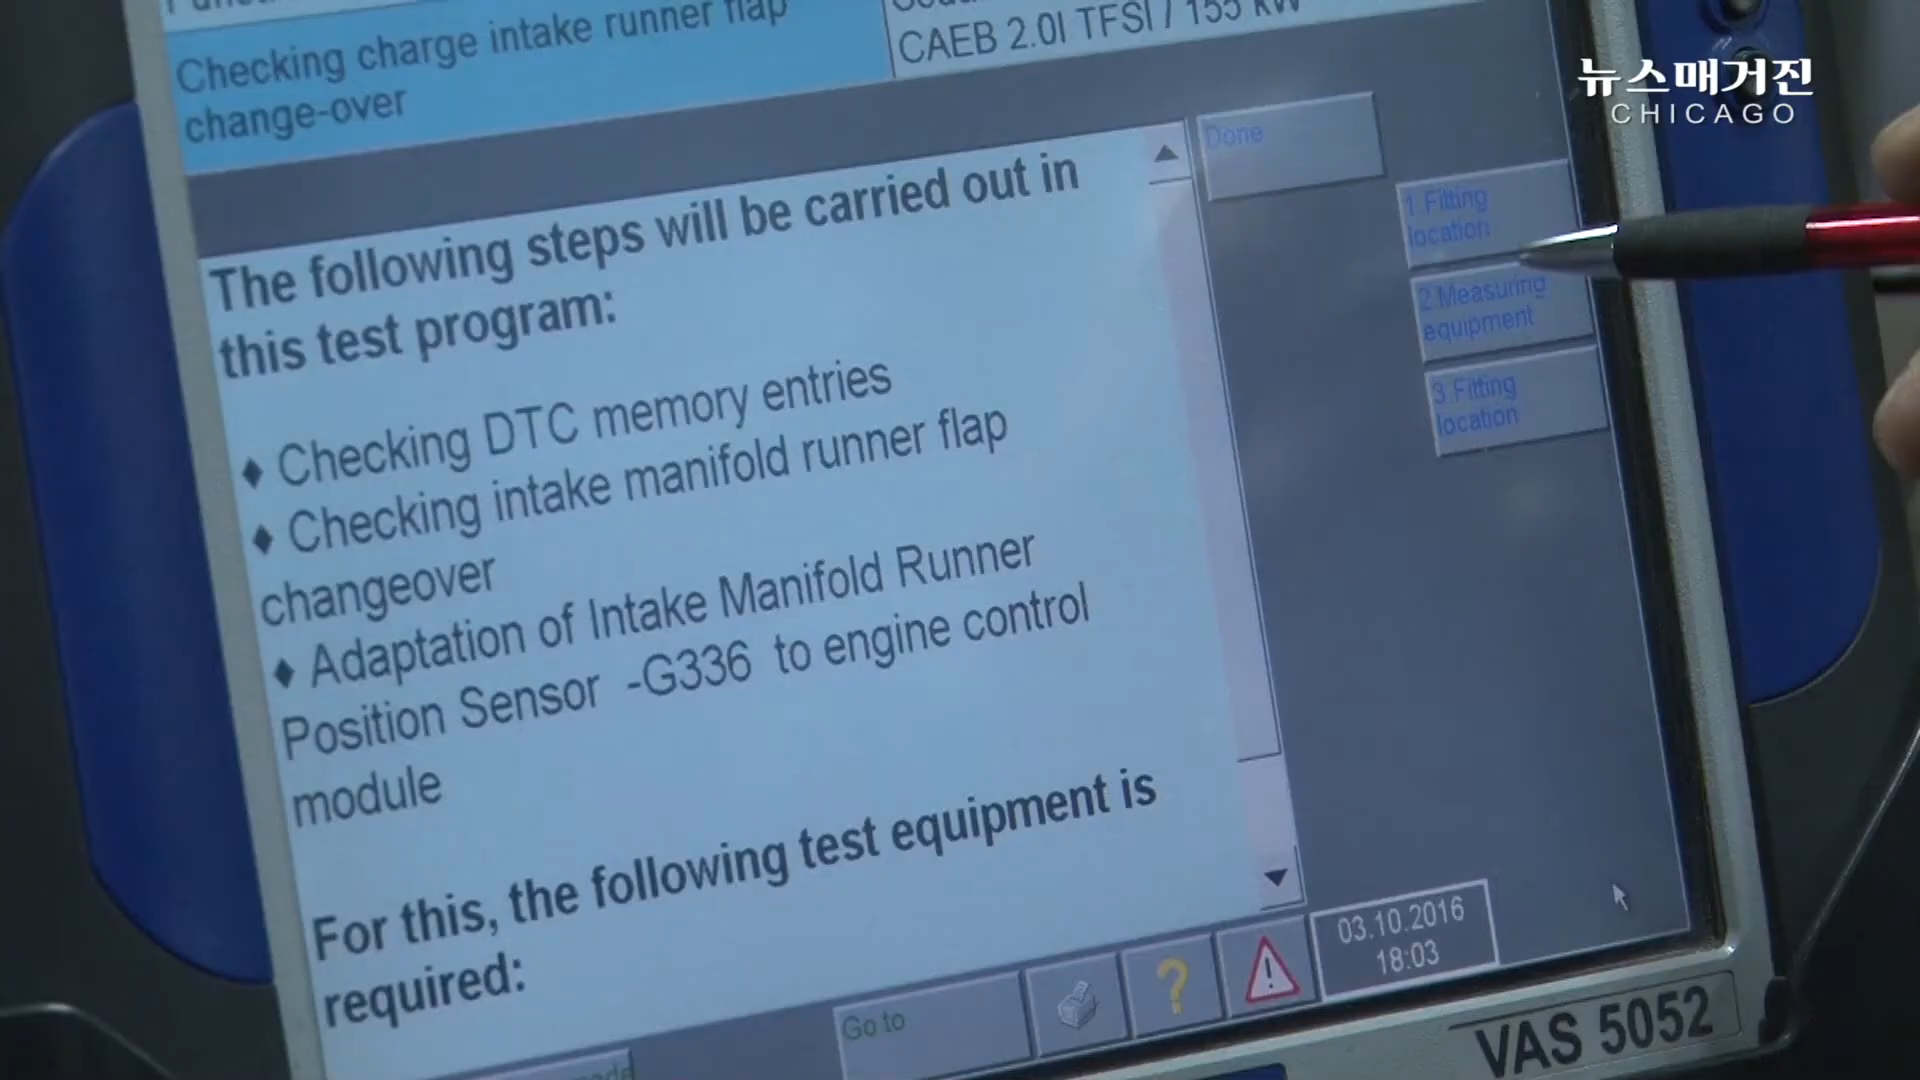 Checking charge intake runner flap
change-over
CAEB 2.0l TFSI / 155 kW
뉴스매거진
CHICAGO
The following steps will be carried out in
this test program:
♦ Checking DTC memory entries
♦ Checking intake manifold runner flap
changeover
♦ Adaptation of Intake Manifold Runner
Position Sensor -G336 to engine control
module
For this, the following test equipment is
required:
Done
1.Fitting
location
2.Measuring
equipment
3.Fitting
location
Go to
?
03.10.2016
18:03
VAS 5052